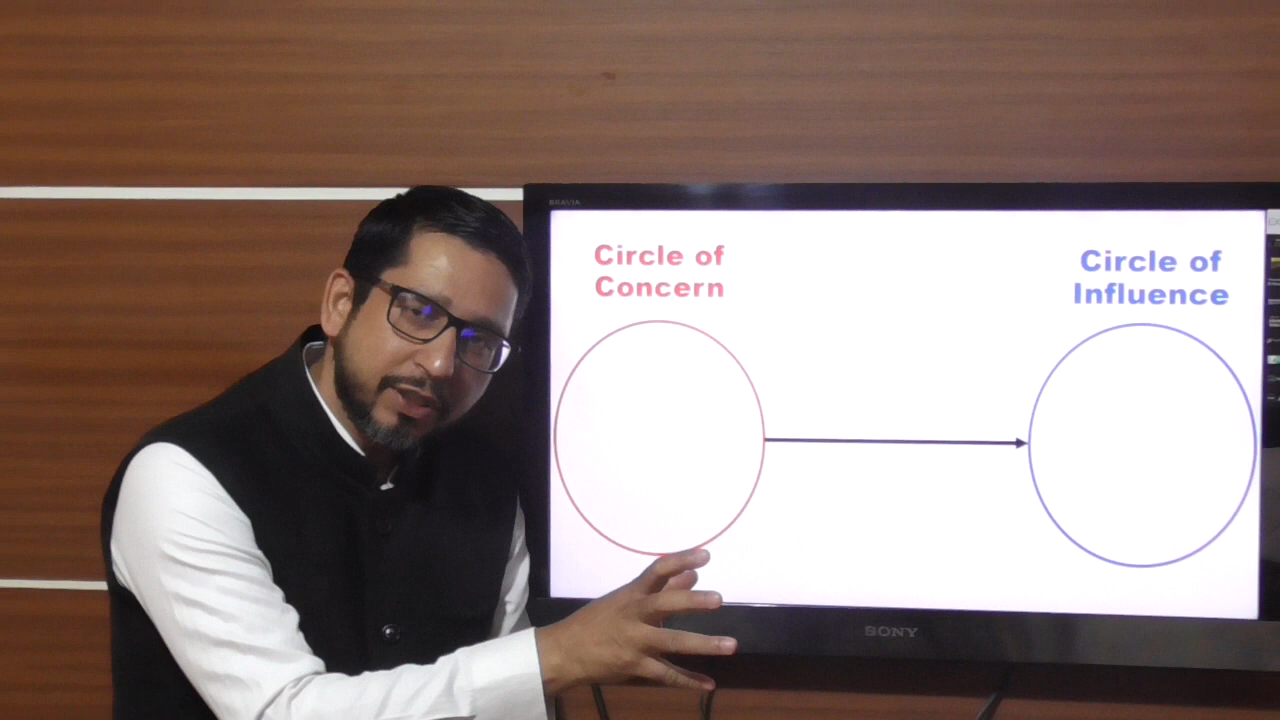 BRAVIA
Circle of
Concern
Circle of
Influence
SONY